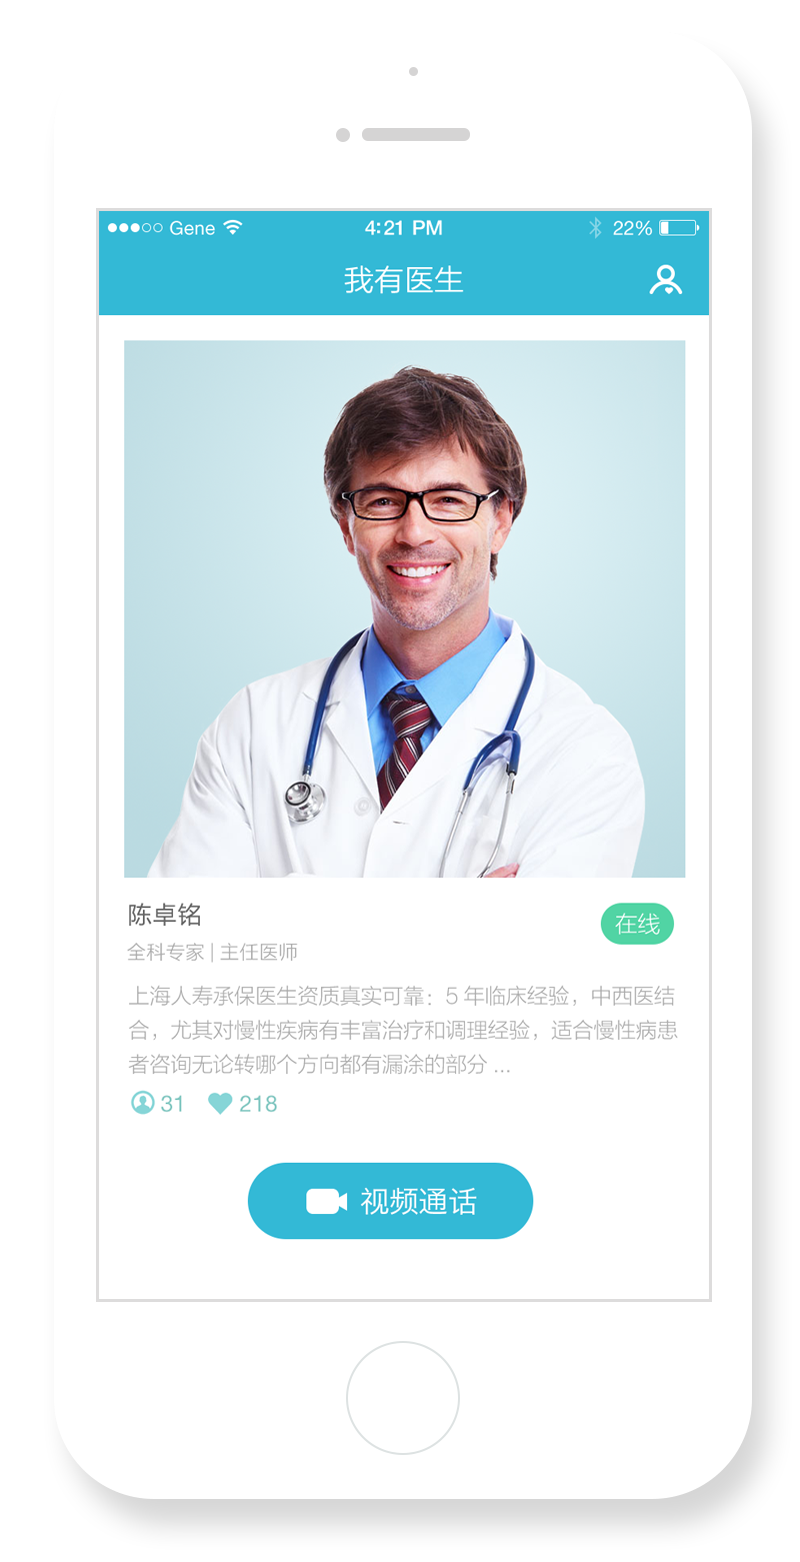 Gene 4:21 PM 22%
我有医生
陈卓铭
在线
全科专家 | 主任医师
上海人寿承保医生资质真实可靠：5 年临床经验，中西医结
合，尤其对慢性疾病有丰富治疗和调理经验，适合慢性病患
者咨询无论转哪个方向都有漏涂的部分 ...
31 218
视频通话